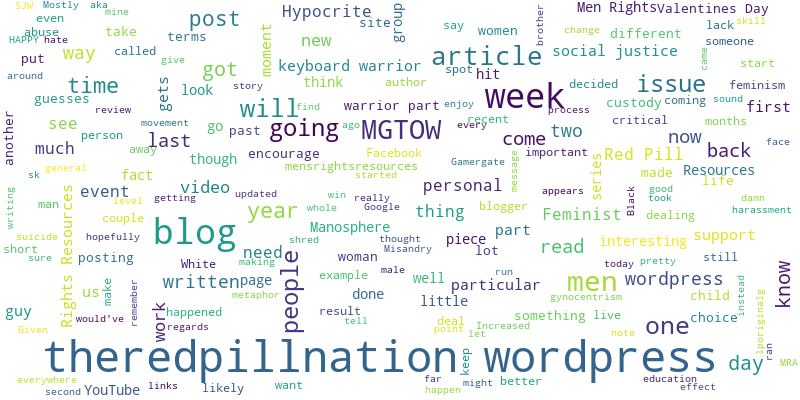 SJW Mostly aka
mine
Hypocrite
Men Rights
Valentines Day
even
post
site
group
brother
skill
abuse
take
moment
say
women
change
lack
HAPPY
hate
terms
new
different
someone
called
way
article
social justice
came
start
put
got
keyboard warrior
spot
hit
give
gets
look
think
author
decided
issue
feminism
around
time
story
week
custody
coming
sound
guesses
review
will
find
warrior part
enjoy
process
first
another
movement
going
MGTOW
every
recent
critical
months
see
past
ago
two
now
face
person
last
go
come
much
away
encourage
Facebook
important
Red Pill
back
though
mensrightsresources
Gamergate
series
general
fact
started
made
Resources
sk
event
video
updated
win
really
personal
message
appears
Black
good
life
level
getting
whole
Google
blogger
took
damn
writing
man
couple
year
thing
Feminist
dealing
harassment
Rights Resources
suicide
hopefully
blog
shred
Manosphere
part
short
thought
Misandry
piece
read
interesting
support
sure
posting
need
woman
lot
today
pretty
still
White
making
people
male
run
gynocentrism
us
make
remember
written
page
example
well
particular
men
wordpress
child
instead
know
metaphor
done
little
guy
happened
result
something
live
choice
lporiginalg
Given
would've
work
regards
tell
deal
Increased
one
point
let
note
theredpillnation wordpress
day
ran
MRA
everywhere
keep
far
might
better
education
second
YouTube
links
likely
want
happen
effect